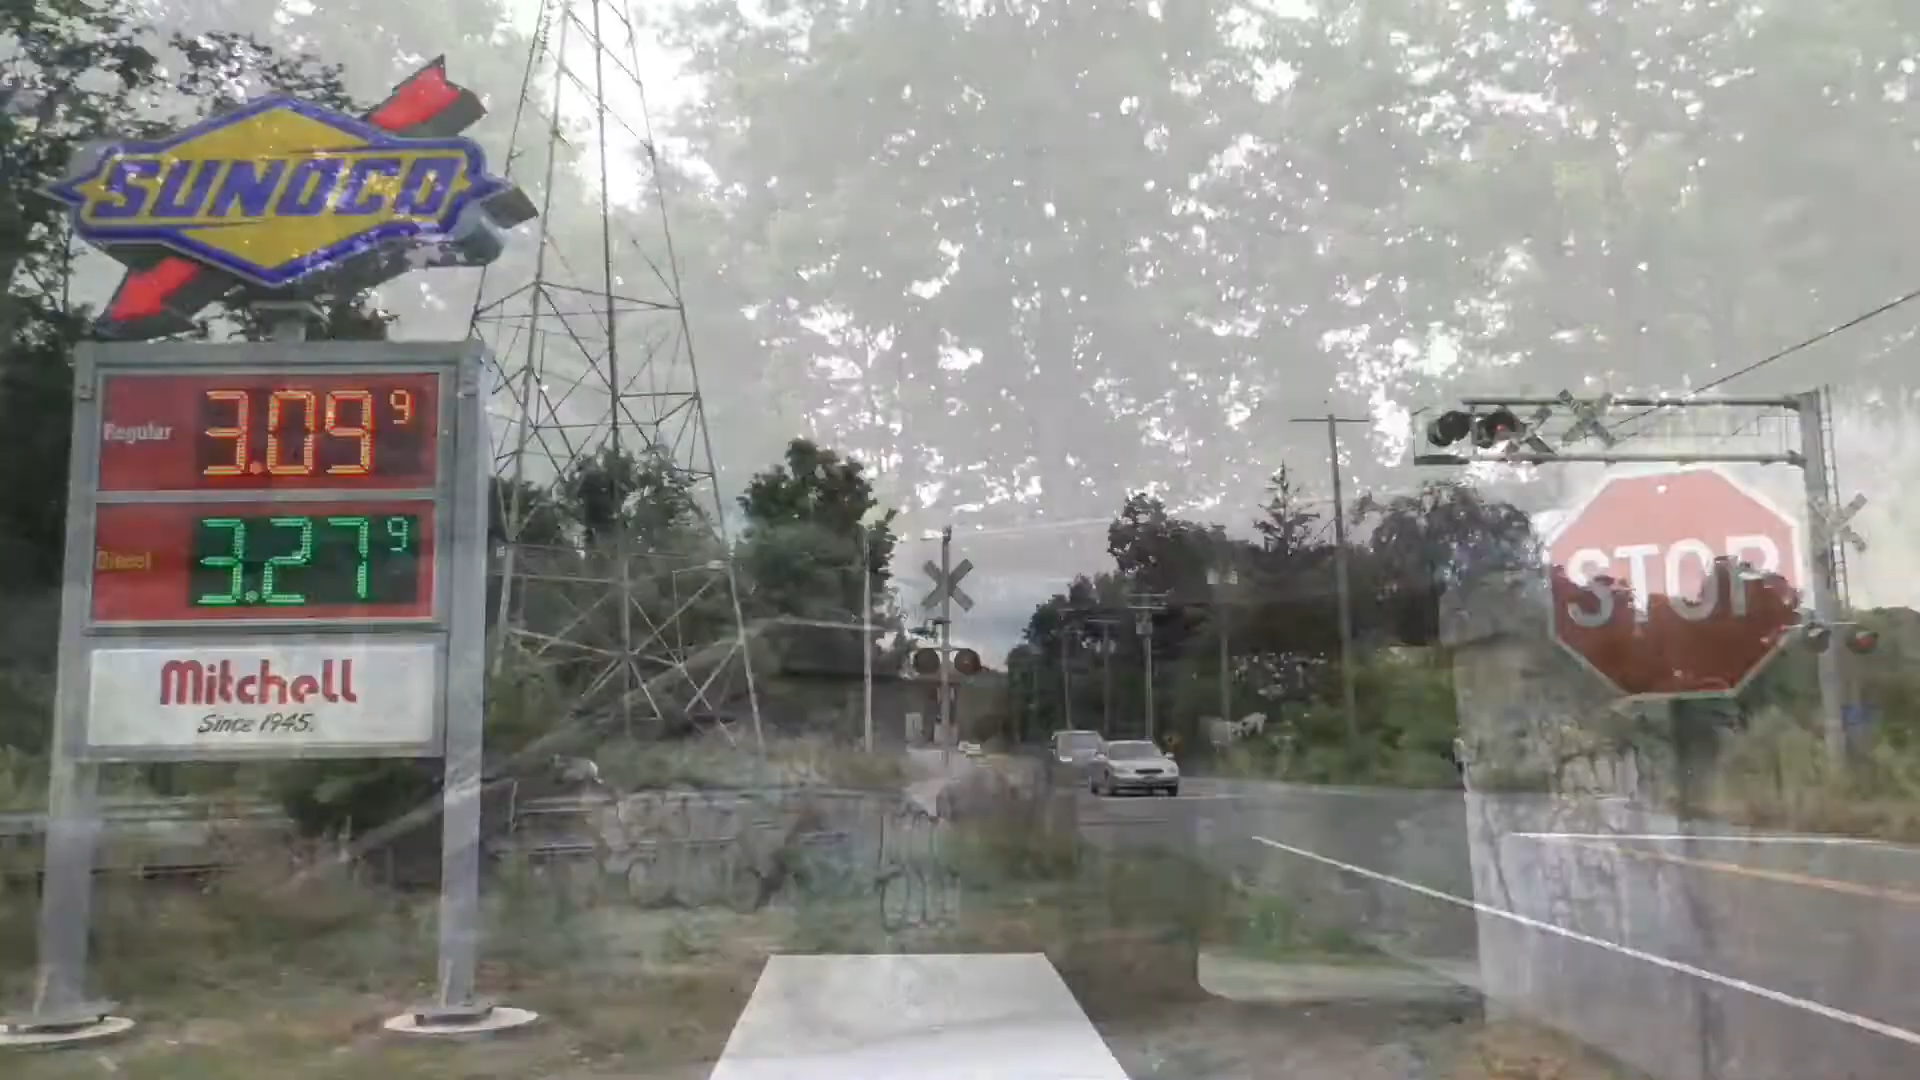 SUNOCO
Regular 3.09 9
Diesel 3.27 9
Mitchell
Since 1945.
STOP